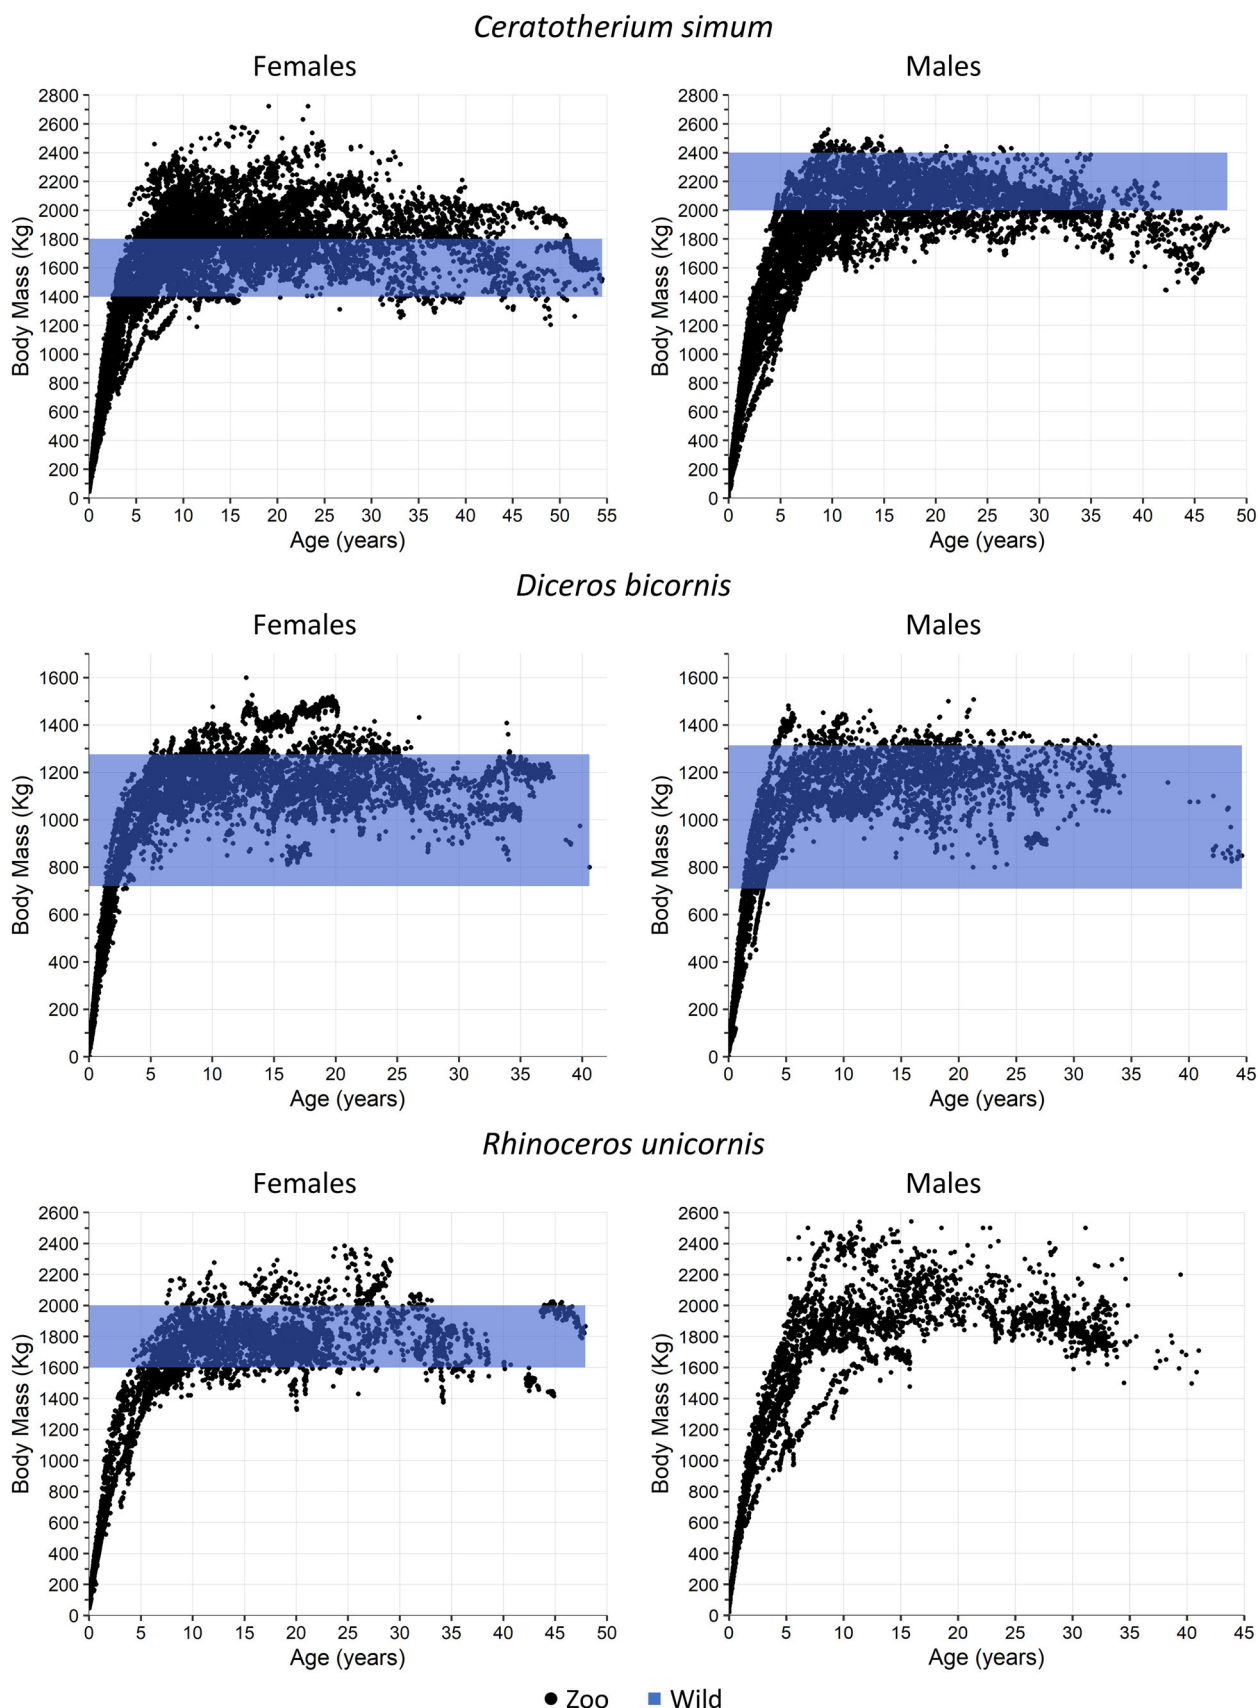 Ceratotherium simum
Females Males
2800 2800
2600 2600
2400 2400
2200 2200
2000 2000
1800 1800
1600 1600
1400 1400
1200 1200
1000 1000
800 800
600 600
400 400
200 200
0 0
Body Mass (Kg) Body Mass (Kg)
0 5 10 15 20 25 30 35 40 45 50 55 0 5 10 15 20 25 30 35 40 45 50
Age (years) Age (years)
Diceros bicornis
Females Males
1600 1600
1400 1400
1200 1200
1000 1000
800 800
600 600
400 400
200 200
0 0
Body Mass (Kg) Body Mass (Kg)
0 5 10 15 20 25 30 35 40 0 5 10 15 20 25 30 35 40 45
Age (years) Age (years)
Rhinoceros unicornis
Females Males
2600 2600
2400 2400
2200 2200
2000 2000
1800 1800
1600 1600
1400 1400
1200 1200
1000 1000
800 800
600 600
400 400
200 200
0 0
Body Mass (Kg) Body Mass (Kg)
0 5 10 15 20 25 30 35 40 45 50 0 5 10 15 20 25 30 35 40 45
Age (years) Age (years)
Zoo Wild